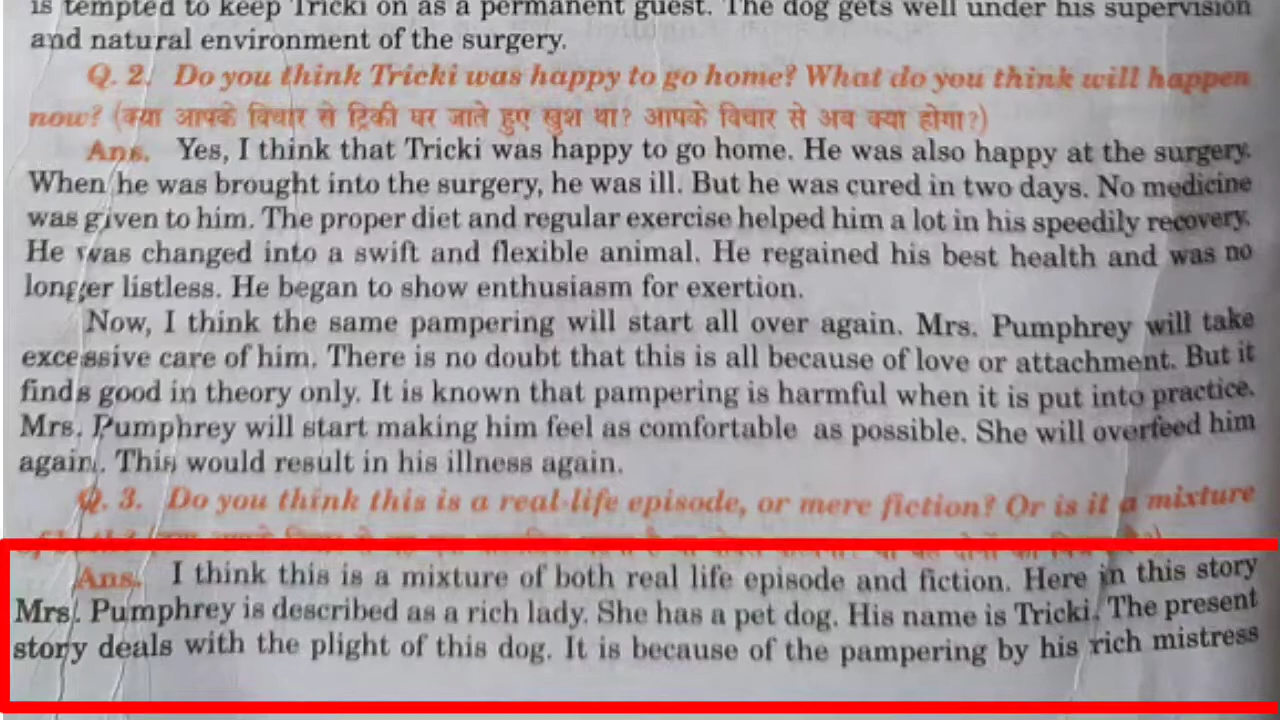 is tempted to keep Tricki on as a permanent guest. The dog gets well under his supervision
and natural environment of the surgery.
Q. 2. Do you think Tricki was happy to go home? What do you think will happen
now? (क्या आपके विचार से ट्रिकी घर जाते हुए खुश था? आपके विचार से अब क्या होगा?)
Ans. Yes, I think that Tricki was happy to go home. He was also happy at the surgery.
When he was brought into the surgery, he was ill. But he was cured in two days. No medicine
was given to him. The proper diet and regular exercise helped him a lot in his speedily recovery.
He was changed into a swift and flexible animal. He regained his best health and was no
longer listless. He began to show enthusiasm for exertion.
Now, I think the same pampering will start all over again. Mrs. Pumphrey will take
excessive care of him. There is no doubt that this is all because of love or attachment. But it
finds good in theory only. It is known that pampering is harmful when it is put into practice.
Mrs. Pumphrey will start making him feel as comfortable as possible. She will overfeed him
again. This would result in his illness again.
Q. 3. Do you think this is a real-life episode, or mere fiction? Or is it a mixture
Ans. I think this is a mixture of both real life episode and fiction. Here in this story
Mrs. Pumphrey is described as a rich lady. She has a pet dog. His name is Tricki. The present
story deals with the plight of this dog. It is because of the pampering by his rich mistress